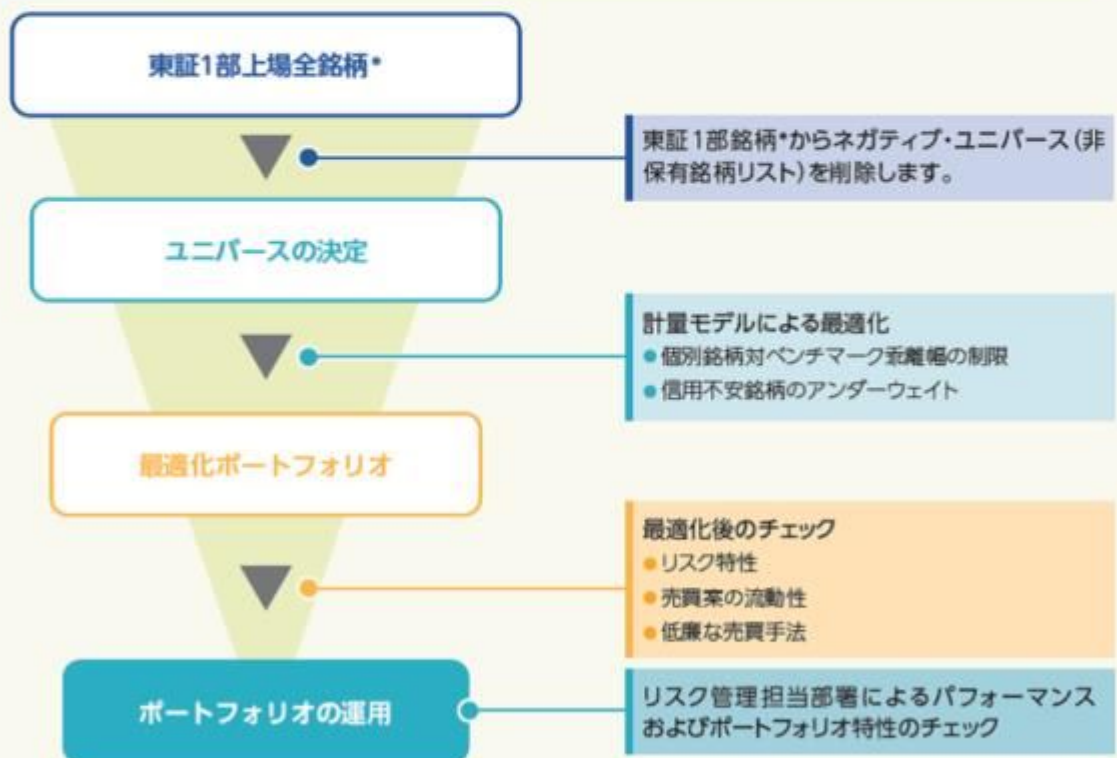 東証1部上場全銘柄*
東証1部銘柄*からネガティブ・ユニバース(非
保有銘柄リスト)を削除します。
ユニバースの決定
計量モデルによる最適化
●個別銘柄対ベンチマーク乖離幅の制限
●信用不安銘柄のアンダーウェイト
最適化ポートフォリオ
最適化後のチェック
●リスク特性
●売買案の流動性
●低廉な売買手法
ポートフォリオの運用
リスク管理担当部署によるパフォーマンス
およびポートフォリオ特性のチェック